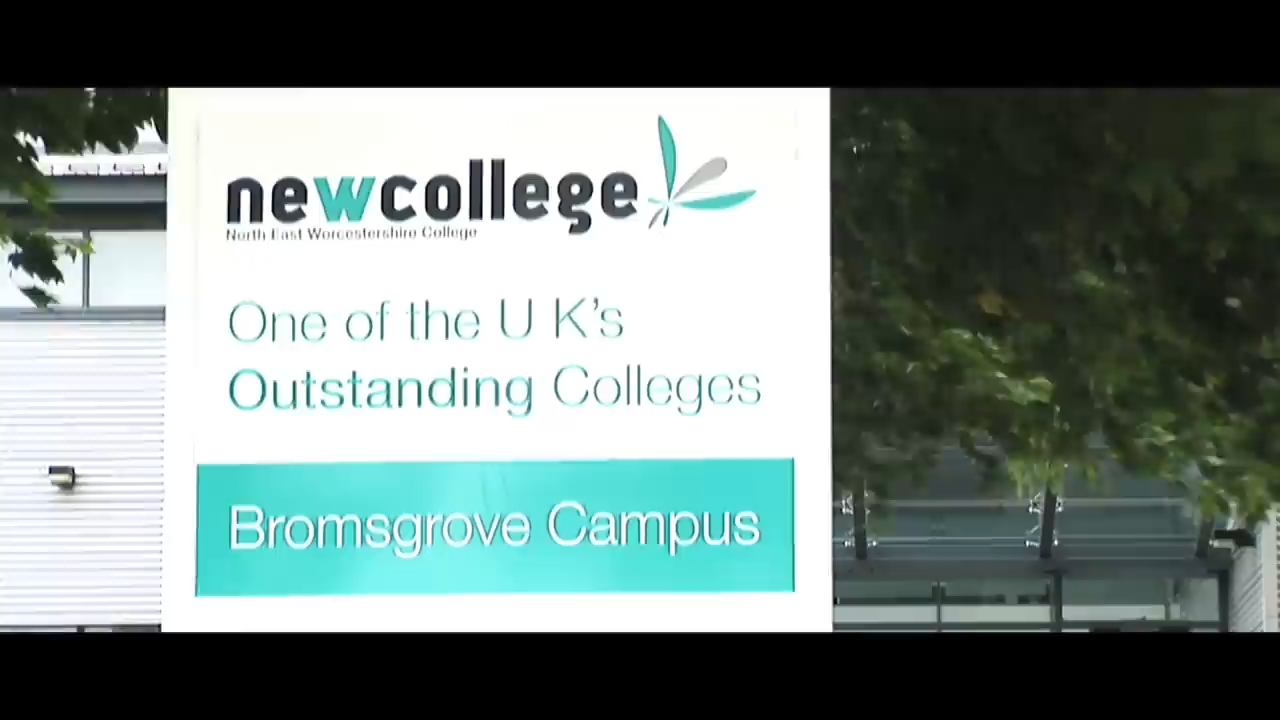 newcollege
North East Worcestershire College
One of the U K's
Outstanding Colleges
Bromsgrove Campus